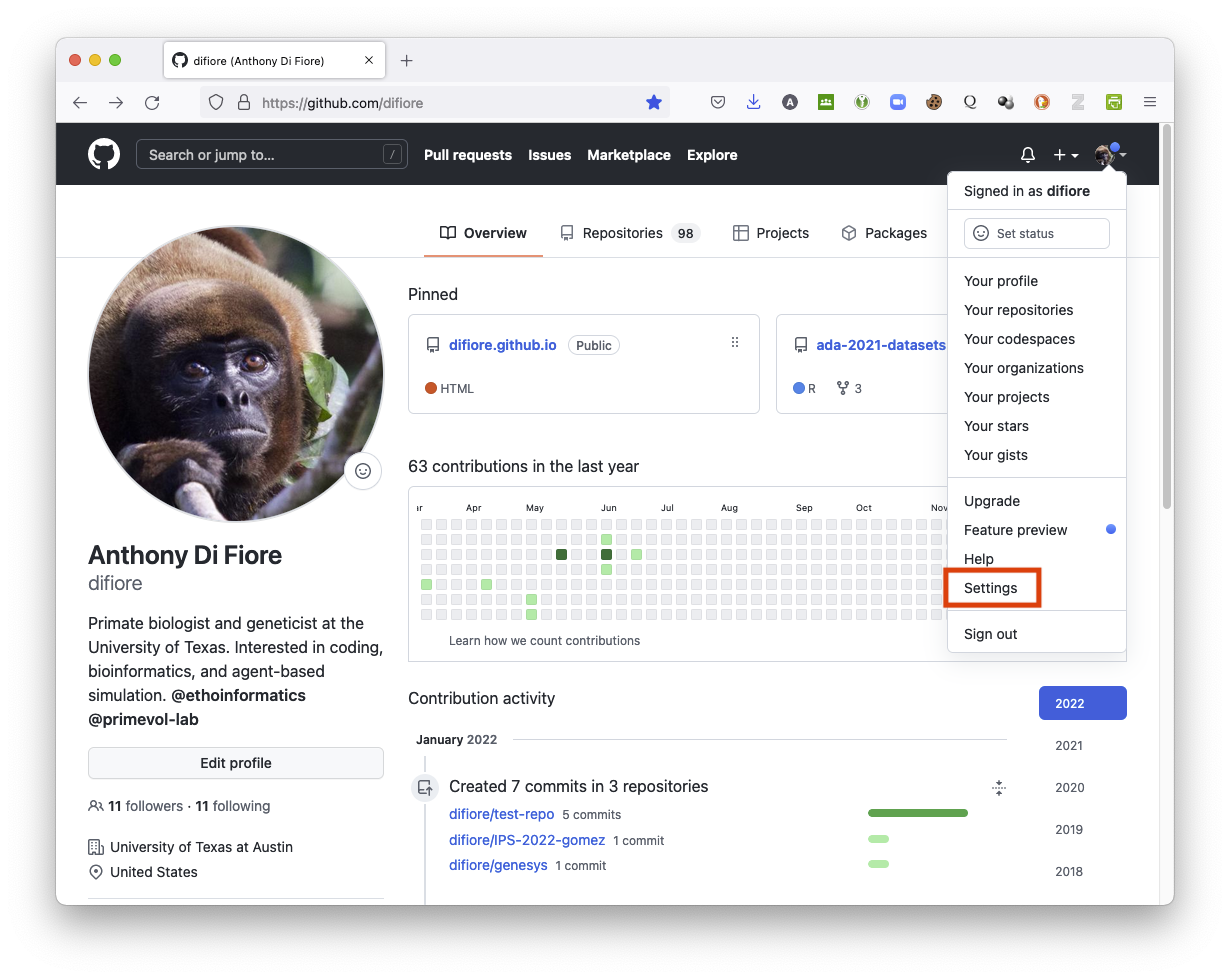 difiore (Anthony Di Fiore)
https://github.com/difiore
Search or jump to... /
Pull requests Issues Marketplace Explore
Signed in as difiore
Set status
Your profile
Your repositories
Your codespaces
Your organizations
Your projects
Your stars
Your gists
Upgrade
Feature preview
Help
Settings
Sign out
Overview Repositories 98 Projects Packages
Pinned
difiore.github.io Public
HTML
ada-2021-datasets
R 3
63 contributions in the last year
ar Apr May Jun Jul Aug Sep Oct Nov
Learn how we count contributions
Anthony Di Fiore
difiore
Primate biologist and geneticist at the
University of Texas. Interested in coding,
bioinformatics, and agent-based
simulation. @ethoinformatics
@primevol-lab
Edit profile
11 followers · 11 following
University of Texas at Austin
United States
Contribution activity
January 2022
Created 7 commits in 3 repositories
difiore/test-repo 5 commits
difiore/IPS-2022-gomez 1 commit
difiore/genesys 1 commit
2022
2021
2020
2019
2018